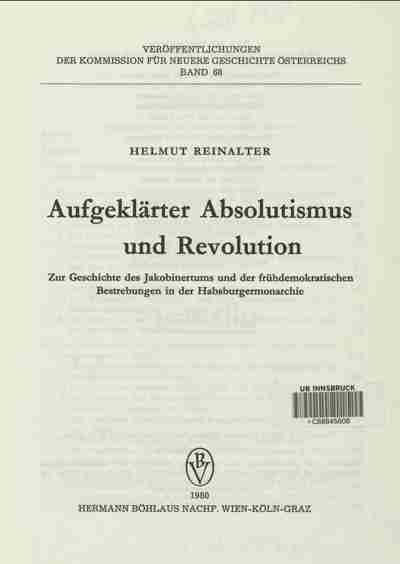 VERÖFFENTLICHUNGEN
DER KOMMISSION FÜR NEUERE GESCHICHTE ÖSTERREICHS
BAND 68
HELMUT REINALTER
Aufgeklärter Absolutismus
und Revolution
Zur Geschichte des Jakobinertums und der frühdemokratischen
Bestrebungen in der Habsburgermonarchie
UB INNSBRUCK
+C88845606
BV
1980
HERMANN BÖHLAUS NACHF. WIEN-KÖLN-GRAZ